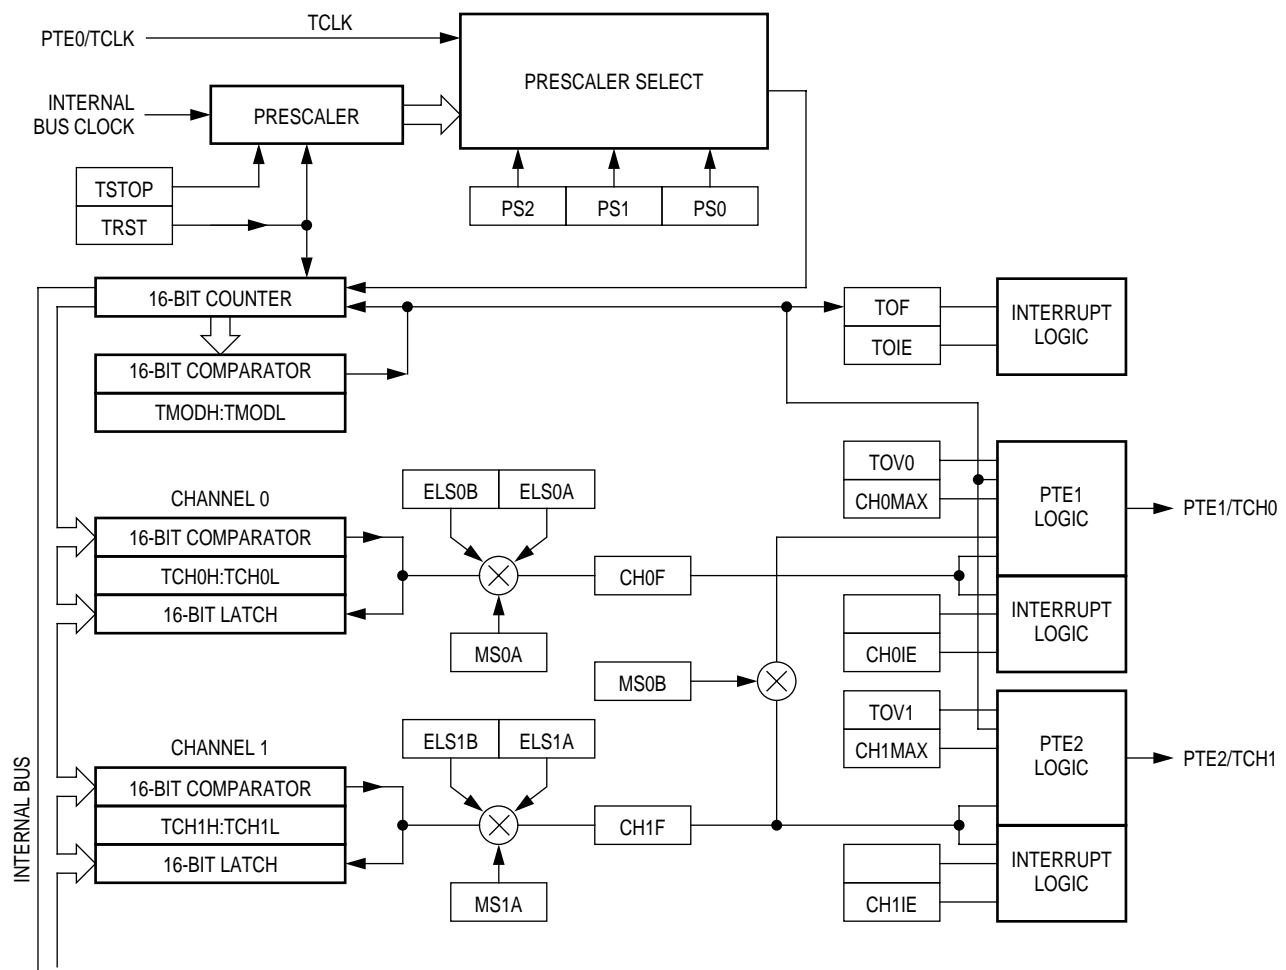 TCLK
PTE0/TCLK
PRESCALER SELECT
INTERNAL
BUS CLOCK
PRESCALER
TSTOP
TRST
PS2
PS1
PS0
16-BIT COUNTER
TOF
TOIE
INTERRUPT
LOGIC
16-BIT COMPARATOR
TMODH:TMODL
CHANNEL 0
16-BIT COMPARATOR
TCH0H:TCH0L
16-BIT LATCH
ELS0B
ELS0A
MS0A
CH0F
TOV0
CH0MAX
PTE1
LOGIC
PTE1/TCH0
INTERRUPT
LOGIC
CH0IE
MS0B
CHANNEL 1
16-BIT COMPARATOR
TCH1H:TCH1L
16-BIT LATCH
ELS1B
ELS1A
MS1A
CH1F
TOV1
CH1MAX
PTE2
LOGIC
PTE2/TCH1
INTERRUPT
LOGIC
CH1IE
INTERNAL BUS